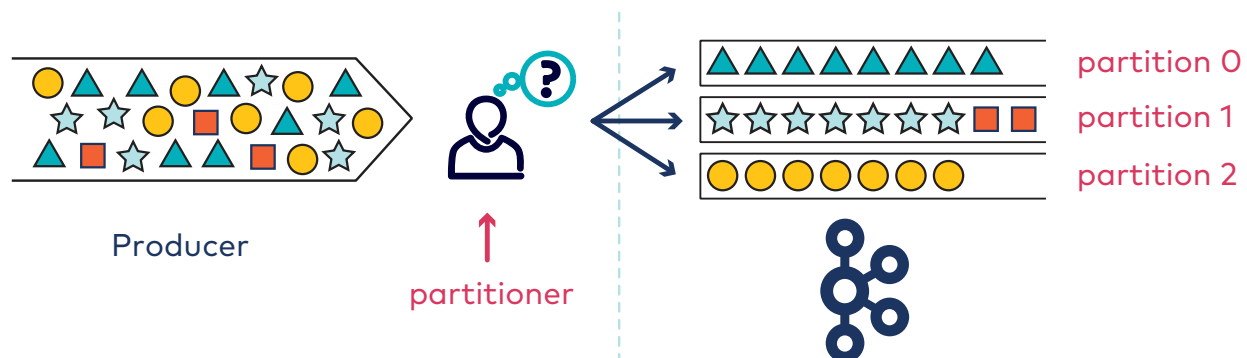 partition 0
partition 1
partition 2
?
Producer
partitioner